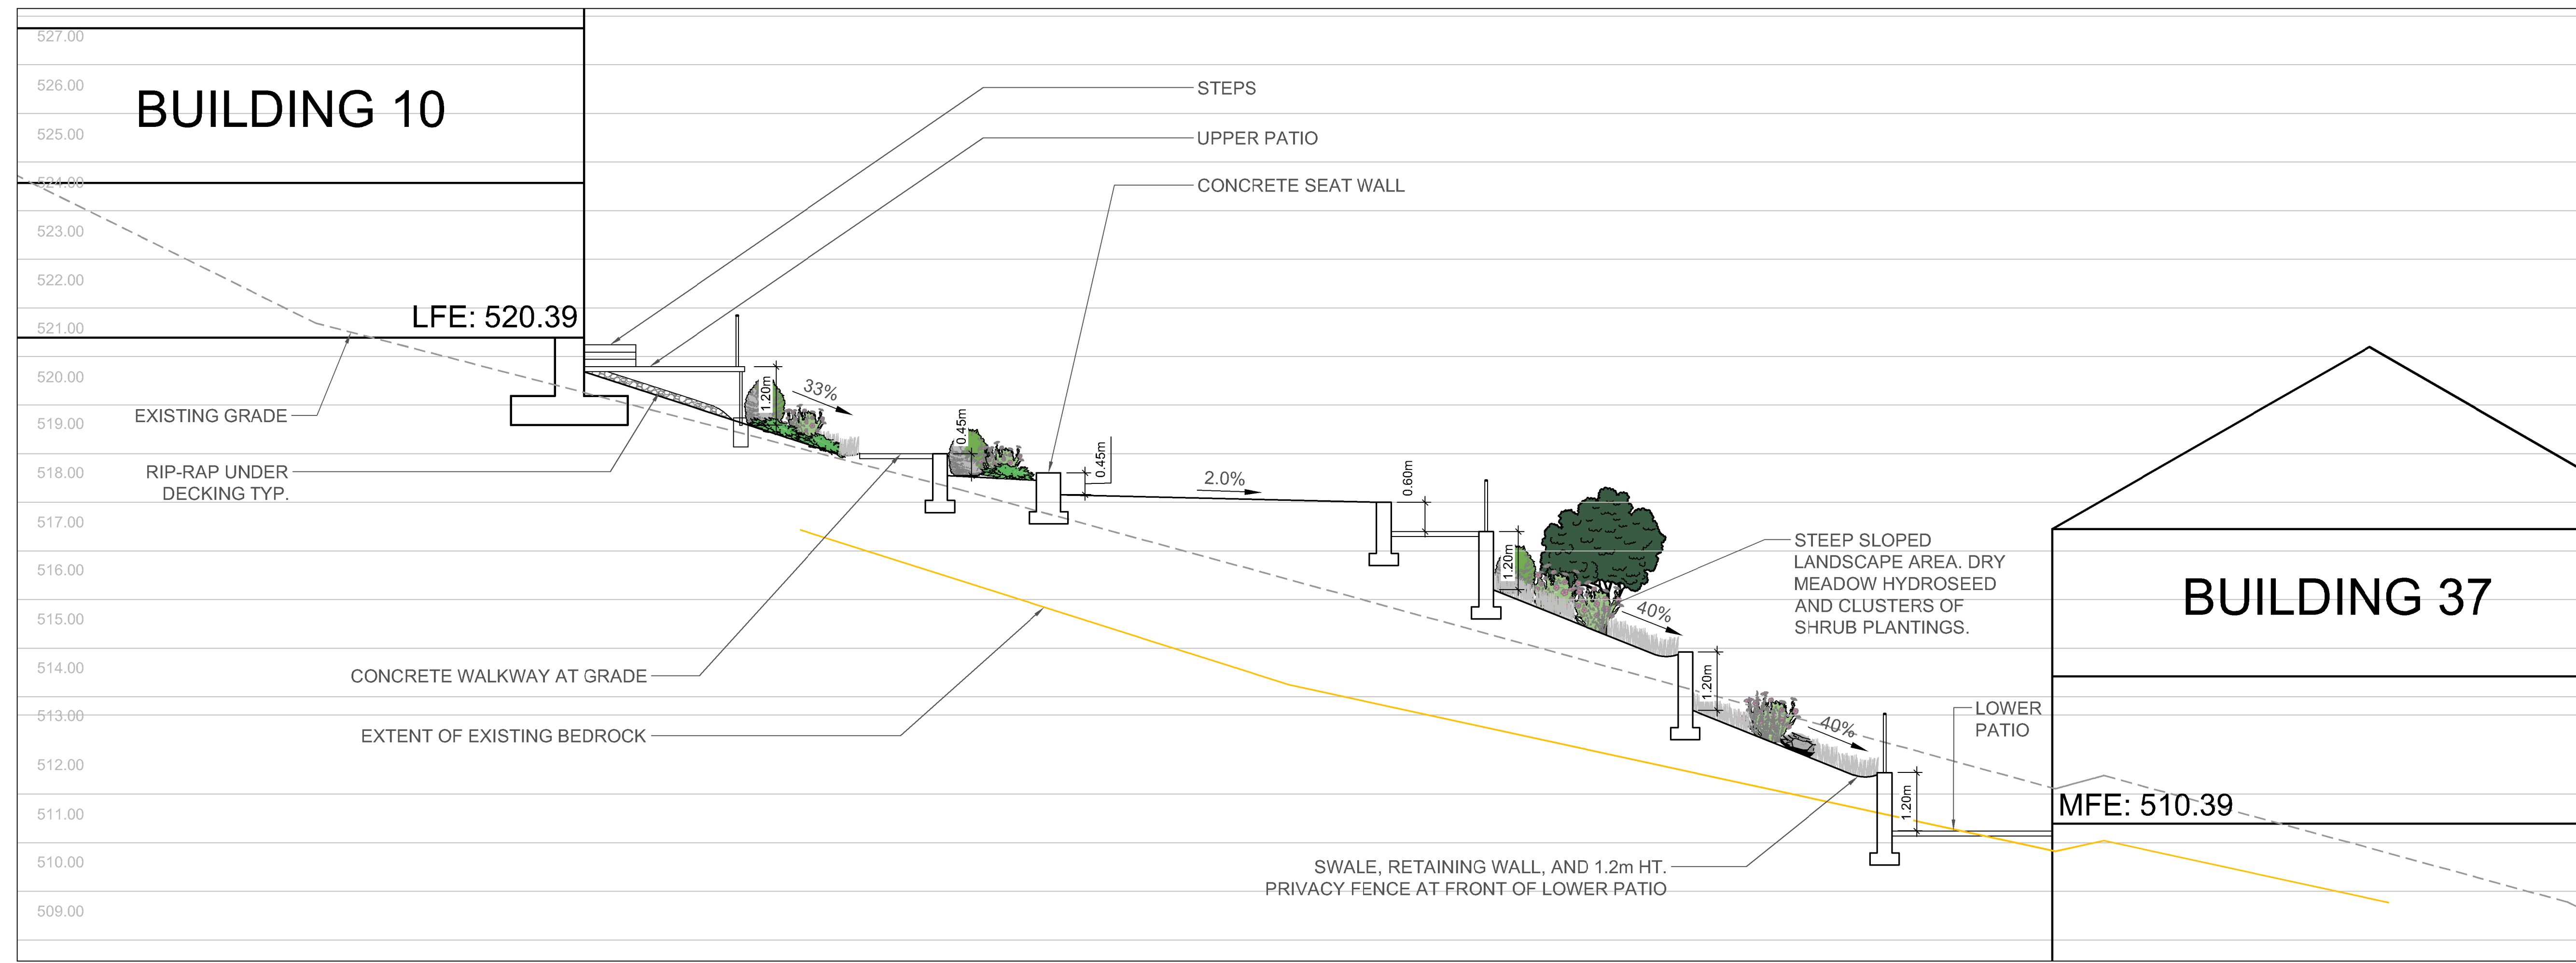 527.00
526.00
BUILDING 10
525.00
524.00
523.00
522.00
521.00
520.00
519.00
518.00
517.00
516.00
515.00
514.00
513.00
512.00
511.00
510.00
509.00
LFE: 520.39
STEPS
UPPER PATIO
CONCRETE SEAT WALL
EXISTING GRADE
RIP-RAP UNDER
DECKING TYP.
1.20m
33%
0.45m
0.45m
2.0%
0.60m
1.20m
40%
STEEP SLOPED
LANDSCAPE AREA. DRY
MEADOW HYDROSEED
AND CLUSTERS OF
SHRUB PLANTINGS.
BUILDING 37
CONCRETE WALKWAY AT GRADE
EXTENT OF EXISTING BEDROCK
1.20m
40%
LOWER
PATIO
1.20m
MFE: 510.39
SWALE, RETAINING WALL, AND 1.2m HT.
PRIVACY FENCE AT FRONT OF LOWER PATIO